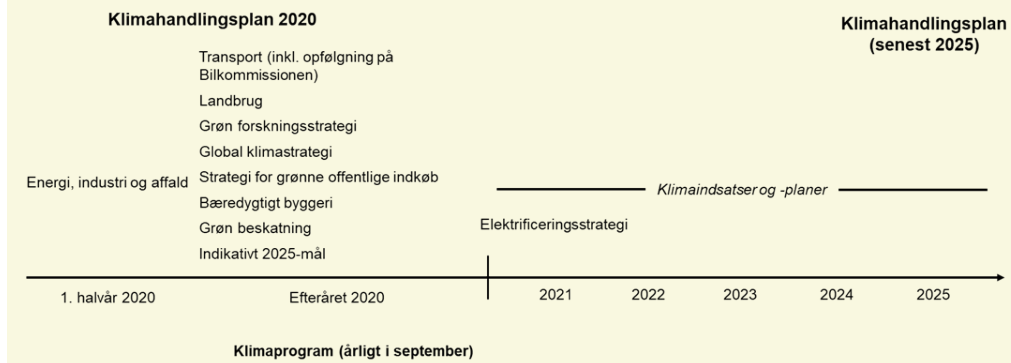 Klimahandlingsplan 2020
Klimahandlingsplan
(senest 2025)
Transport (inkl. opfølgning på
Bilkommissionen)
Landbrug
Grøn forskningsstrategi
Global klimastrategi
Energi, industri og affald
Strategi for grønne offentlige indkøb
Bæredygtigt byggeri
Grøn beskatning
Indikativt 2025-mål
Klimaindsatser og -planer
Elektrificeringsstrategi
1. halvår 2020
Efteråret 2020
2021
2022
2023
2024
2025
Klimaprogram (årligt i september)